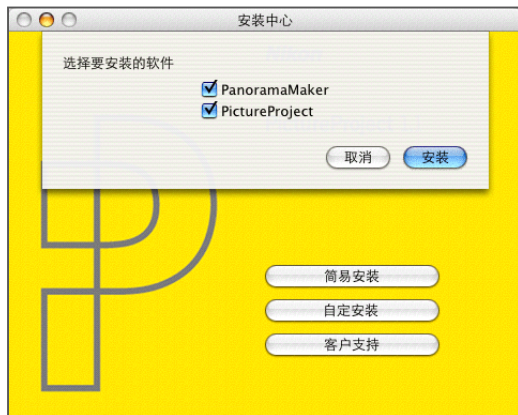 安装中心
选择要安装的软件
PanoramaMaker
PictureProject
取消
安装
简易安装
自定安装
客户支持